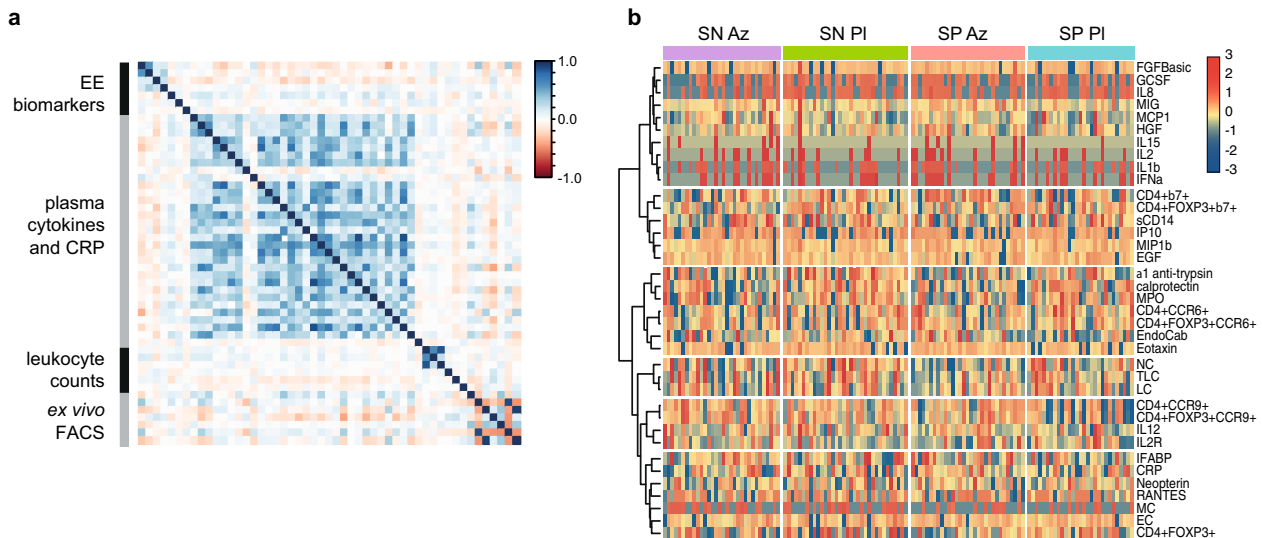 a
EE
biomarkers
plasma
cytokines
and CRP
leukocyte
counts
ex vivo
FACS
1.0
0.0
-1.0
b
SN Az
SN Pl
SP Az
SP Pl
FGFBasic
GCSF
IL8
MIG
MCP1
HGF
IL15
IL2
IL1b
IFNa
CD4+b7+
CD4+FOXP3+b7+
sCD14
IP10
MIP1b
EGF
a1 anti-trypsin
calprotectin
MPO
CD4+CCR6+
CD4+FOXP3+CCR6+
EndoCab
Eotaxin
NC
TLC
LC
CD4+CCR9+
CD4+FOXP3+CCR9+
IL12
IL2R
IFABP
CRP
Neopterin
RANTES
MC
EC
CD4+FOXP3+
3
2
1
0
-1
-2
-3